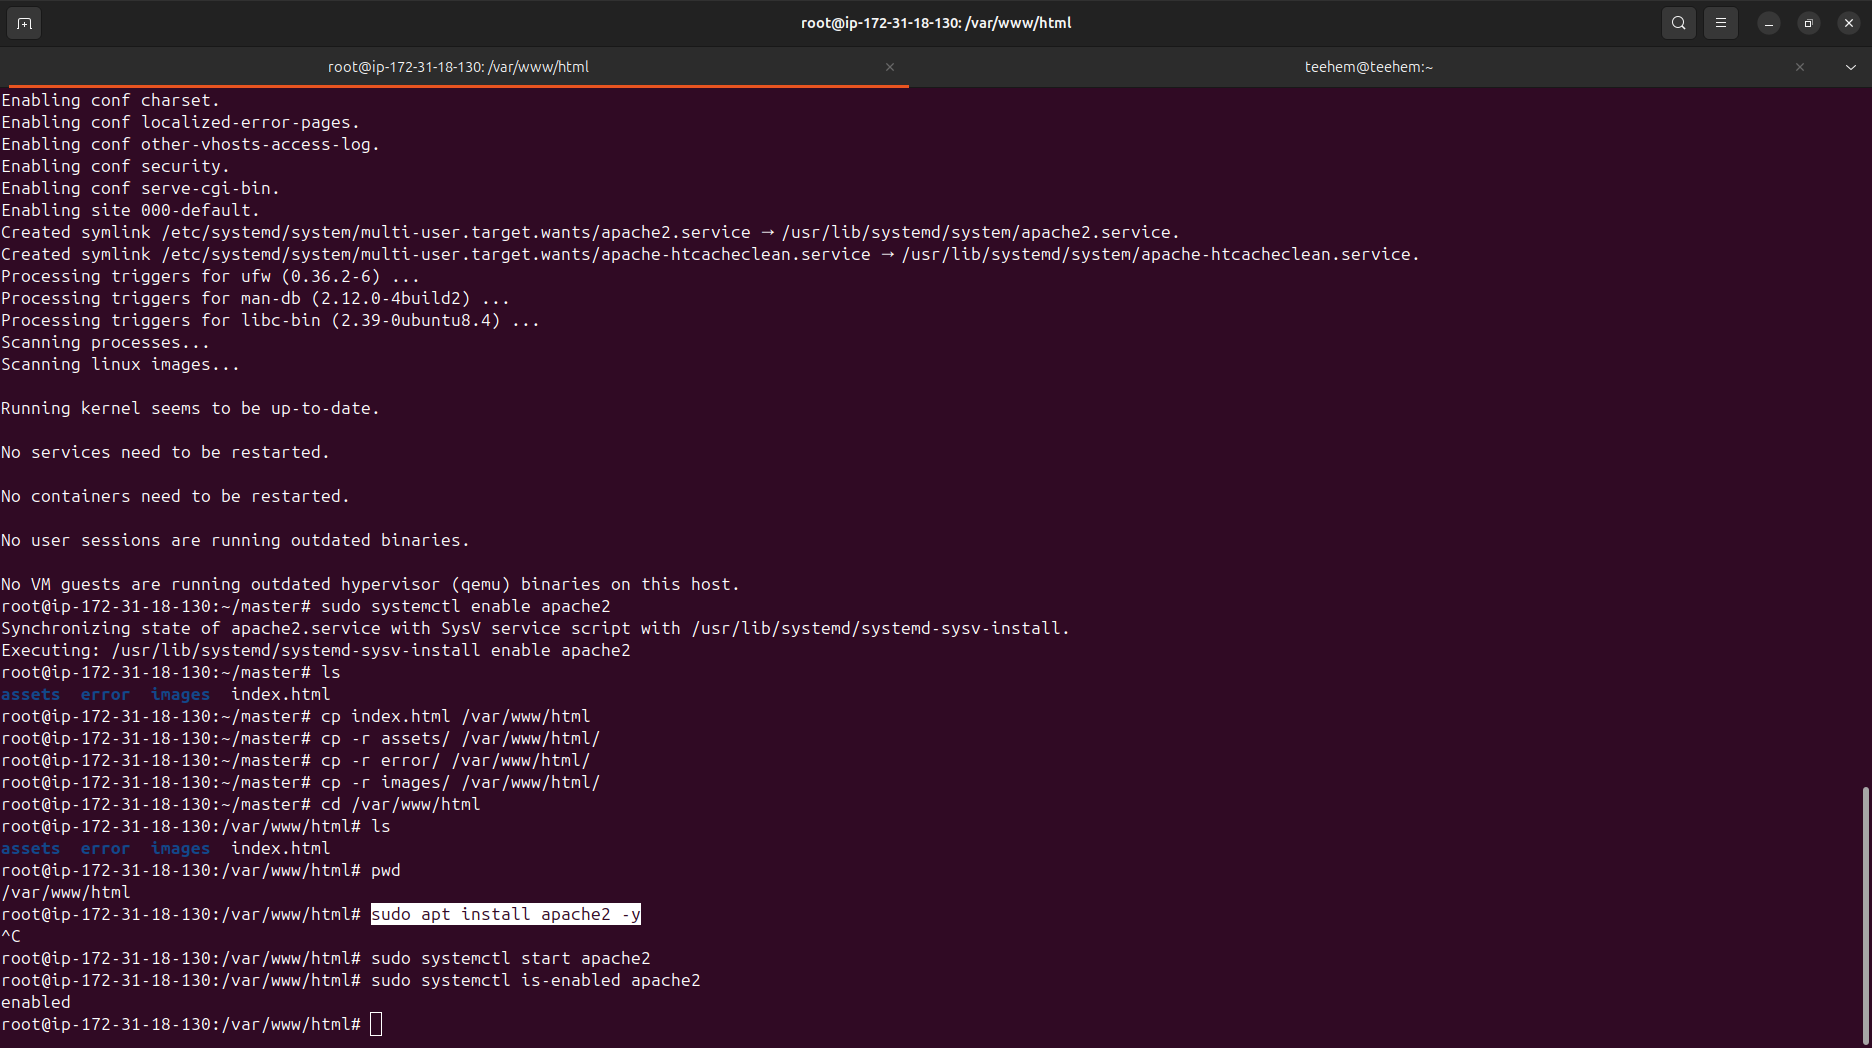 root@ip-172-31-18-130: /var/www/html
root@ip-172-31-18-130: /var/www/html
teehem@teehem:~
Enabling conf charset.
Enabling conf localized-error-pages.
Enabling conf other-vhosts-access-log.
Enabling conf security.
Enabling conf serve-cgi-bin.
Enabling site 000-default.
Created symlink /etc/systemd/system/multi-user.target.wants/apache2.service → /usr/lib/systemd/system/apache2.service.
Created symlink /etc/systemd/system/multi-user.target.wants/apache-htcacheclean.service → /usr/lib/systemd/system/apache-htcacheclean.service.
Processing triggers for ufw (0.36.2-6) ...
Processing triggers for man-db (2.12.0-4build2) ...
Processing triggers for libc-bin (2.39-0ubuntu8.4) ...
Scanning processes...
Scanning linux images...
Running kernel seems to be up-to-date.
No services need to be restarted.
No containers need to be restarted.
No user sessions are running outdated binaries.
No VM guests are running outdated hypervisor (qemu) binaries on this host.
root@ip-172-31-18-130:~/master# sudo systemctl enable apache2
Synchronizing state of apache2.service with SysV service script with /usr/lib/systemd/systemd-sysv-install.
Executing: /usr/lib/systemd/systemd-sysv-install enable apache2
root@ip-172-31-18-130:~/master# ls
assets  error  images  index.html
root@ip-172-31-18-130:~/master# cp index.html /var/www/html
root@ip-172-31-18-130:~/master# cp -r assets/ /var/www/html/
root@ip-172-31-18-130:~/master# cp -r error/ /var/www/html/
root@ip-172-31-18-130:~/master# cp -r images/ /var/www/html/
root@ip-172-31-18-130:~/master# cd /var/www/html
root@ip-172-31-18-130:/var/www/html# ls
assets  error  images  index.html
root@ip-172-31-18-130:/var/www/html# pwd
/var/www/html
root@ip-172-31-18-130:/var/www/html# sudo apt install apache2 -y
^C
root@ip-172-31-18-130:/var/www/html# sudo systemctl start apache2
root@ip-172-31-18-130:/var/www/html# sudo systemctl is-enabled apache2
enabled
root@ip-172-31-18-130:/var/www/html#